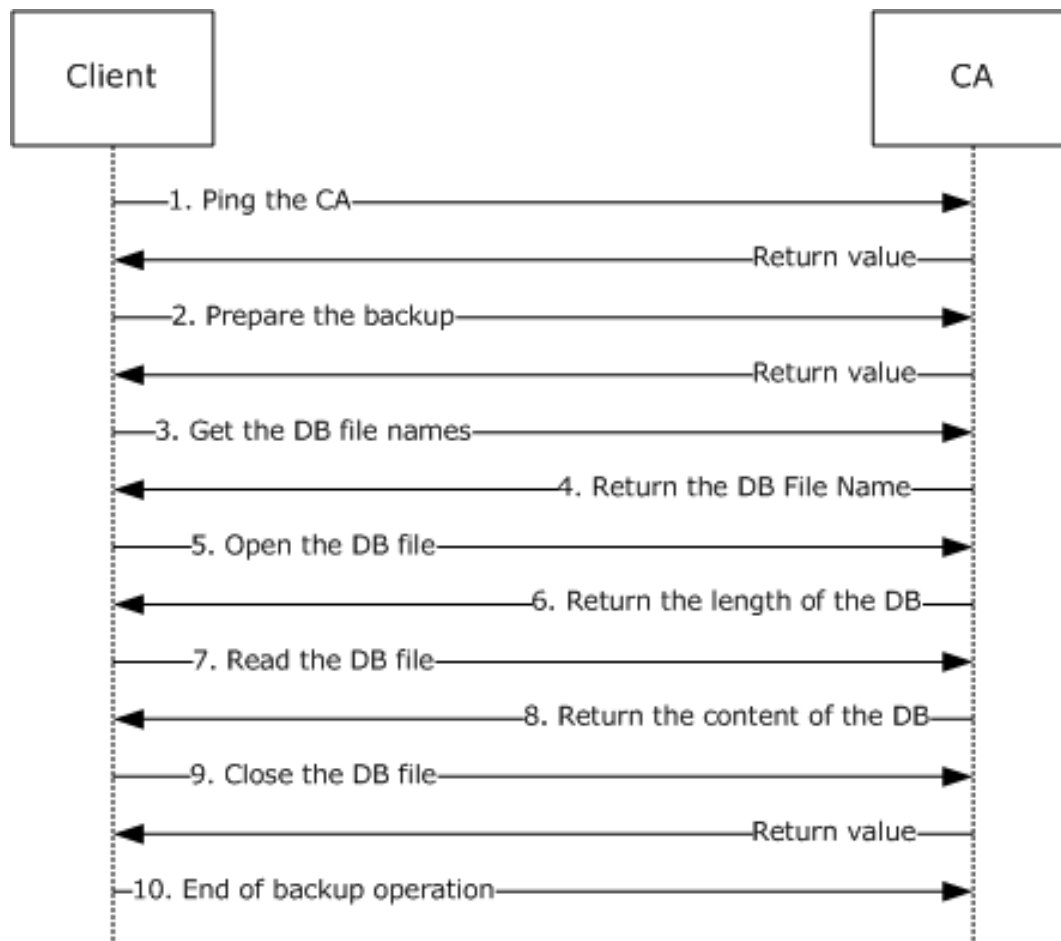 Client
CA
1. Ping the CA
Return value
2. Prepare the backup
Return value
3. Get the DB file names
4. Return the DB File Name
5. Open the DB file
6. Return the length of the DB
7. Read the DB file
8. Return the content of the DB
9. Close the DB file
Return value
10. End of backup operation